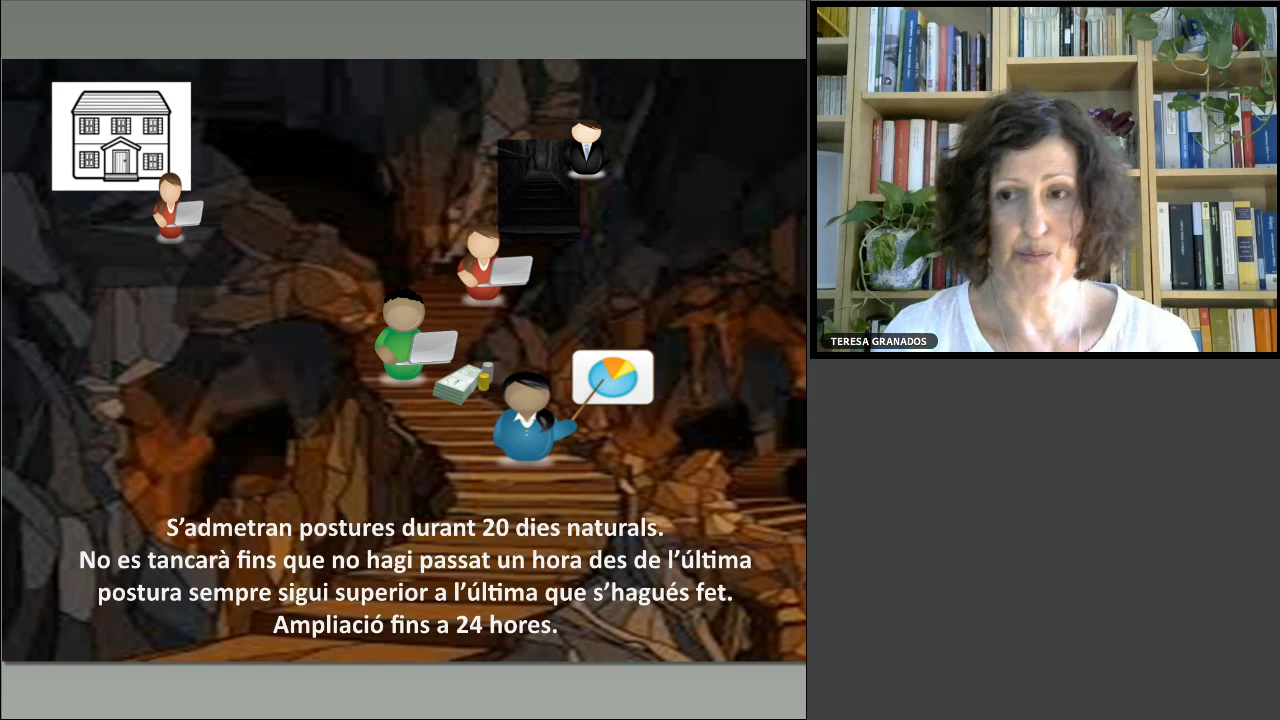 S’admetran postures durant 20 dies naturals.
No es tancarà fins que no hagi passat un hora des de l’última
postura sempre sigui superior a l’última que s’hagués fet.
Ampliació fins a 24 hores.
TERESA GRANADOS